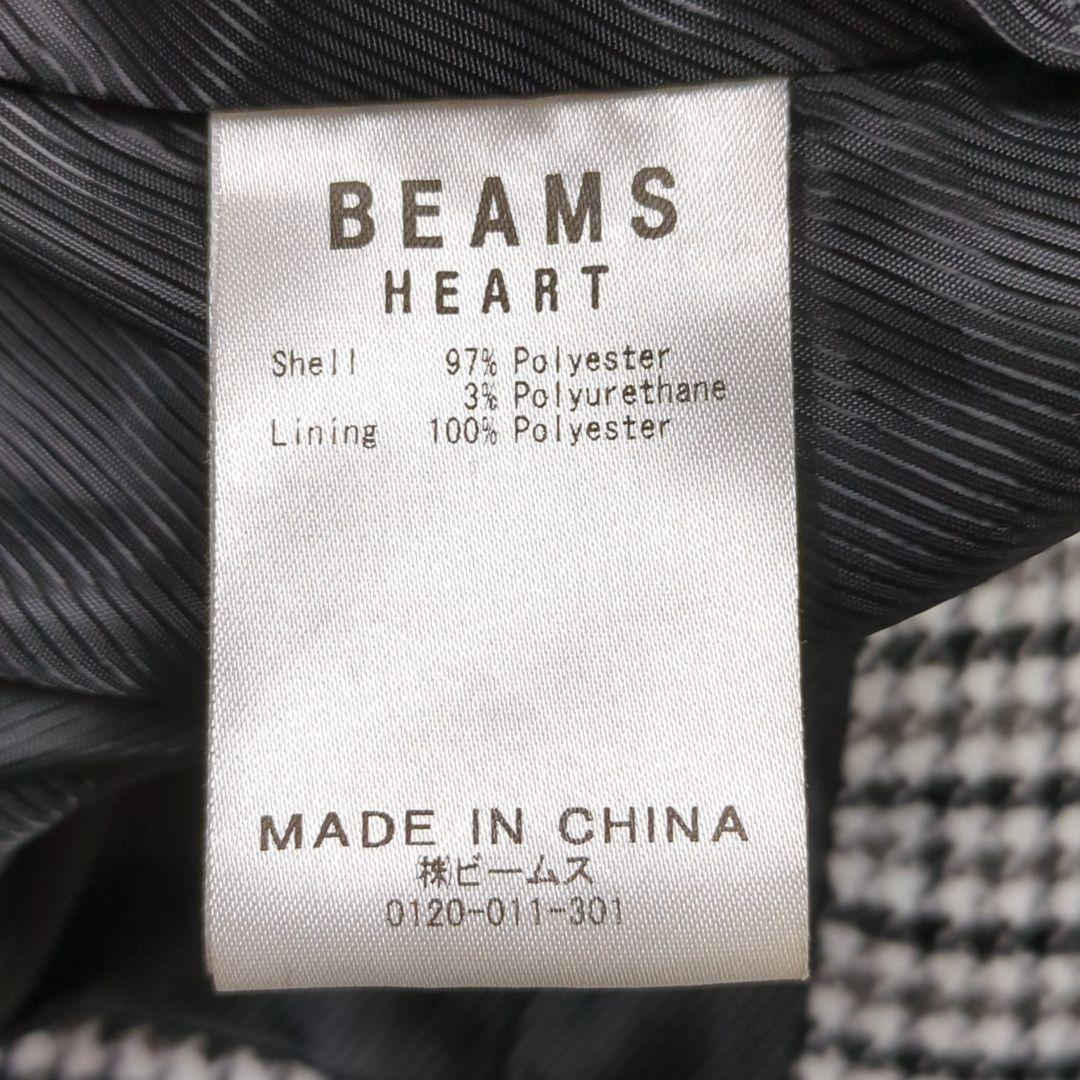 BEAMS
HEART
Shell 97% Polyester
3% Polyurethane
Lining 100% Polyester
MADE IN CHINA
株ビームス
0120-011-301